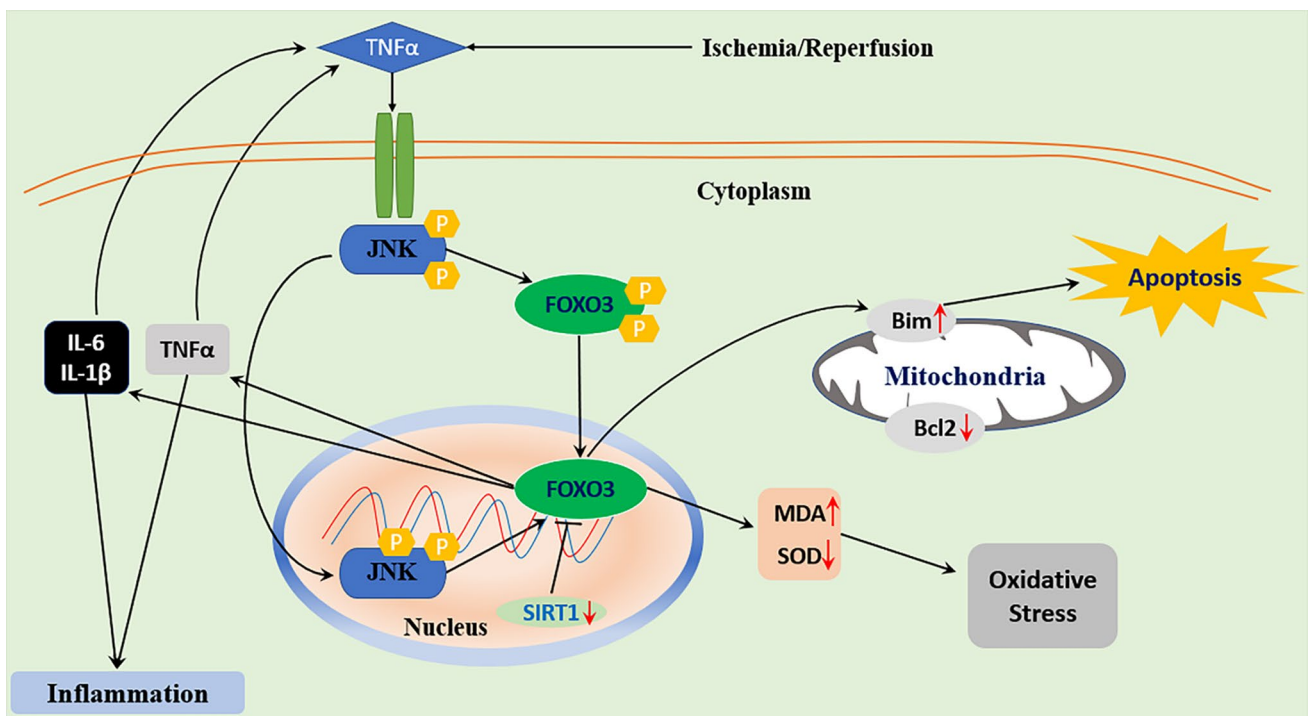 TNFα
Ischemia/Reperfusion
Cytoplasm
P
JNK
P
Apoptosis
FOXO3
P
P
Bim
IL-6
IL-1β
TNFα
Mitochondria
Bcl2
FOXO3
MDA
SOD
P
P
JNK
Oxidative
Stress
SIRT1
Nucleus
Inflammation